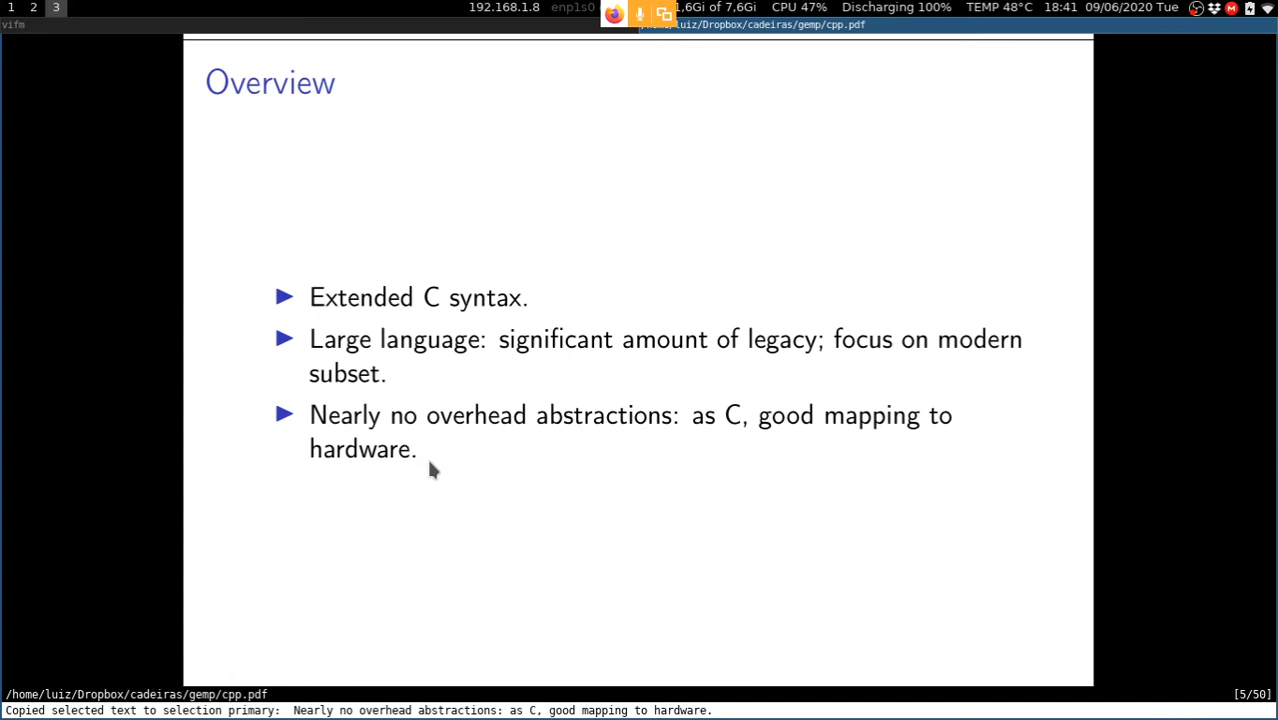 1 2 3 192.168.1.8 enp1s0 1,6Gi of 7,6Gi CPU 47% Discharging 100% TEMP 48°C 18:41 09/06/2020 Tue
vifm /home/luiz/Dropbox/cadeiras/gemp/cpp.pdf
Overview
Extended C syntax.
Large language: significant amount of legacy; focus on modern
subset.
Nearly no overhead abstractions: as C, good mapping to
hardware.
/home/luiz/Dropbox/cadeiras/gemp/cpp.pdf [5/50]
Copied selected text to selection primary: Nearly no overhead abstractions: as C, good mapping to hardware.